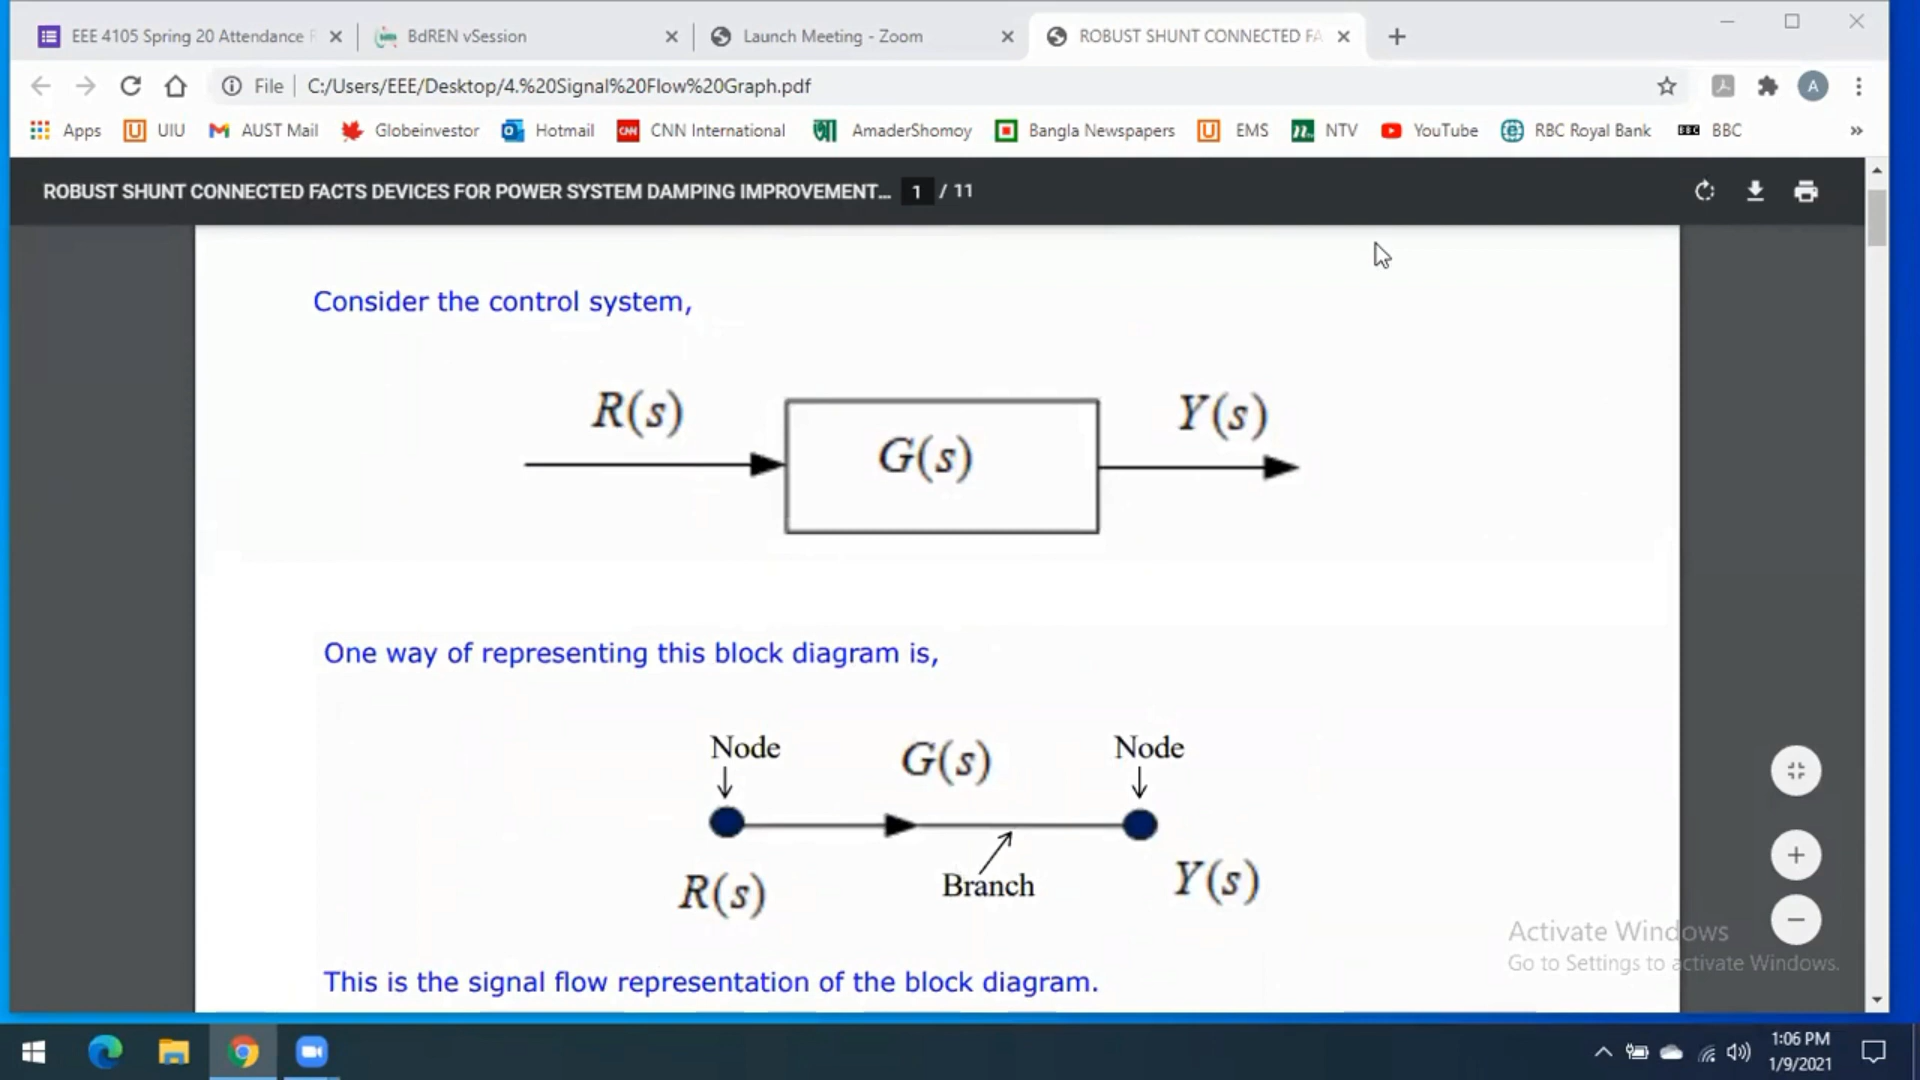 EEE 4105 Spring 20 Attendance F
BdREN vSession
Launch Meeting - Zoom
ROBUST SHUNT CONNECTED FA
File
C:/Users/EEE/Desktop/4.%20Signal%20Flow%20Graph.pdf
A
Apps
UIU
AUST Mail
Globeinvestor
Hotmail
CNN
CNN International
AmaderShomoy
Bangla Newspapers
EMS
NTV
YouTube
RBC Royal Bank
BBC
BBC
»
ROBUST SHUNT CONNECTED FACTS DEVICES FOR POWER SYSTEM DAMPING IMPROVEMENT...
1 / 11
Consider the control system,
R(s)
G(s)
Y(s)
One way of representing this block diagram is,
Node
G(s)
Node
R(s)
Branch
Y(s)
This is the signal flow representation of the block diagram.
Activate Windows
Go to Settings to activate Windows.
1:06 PM
1/9/2021